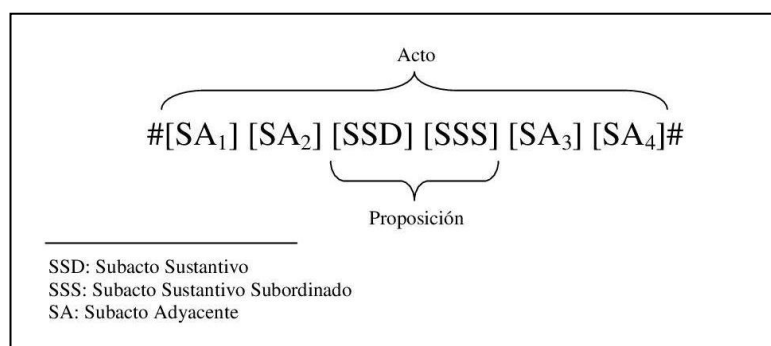 Acto
#[SA₁] [SA₂] [SSD] [SSS] [SA₃] [SA₄]#
Proposición
SSD: Subacto Sustantivo
SSS: Subacto Sustantivo Subordinado
SA: Subacto Adyacente